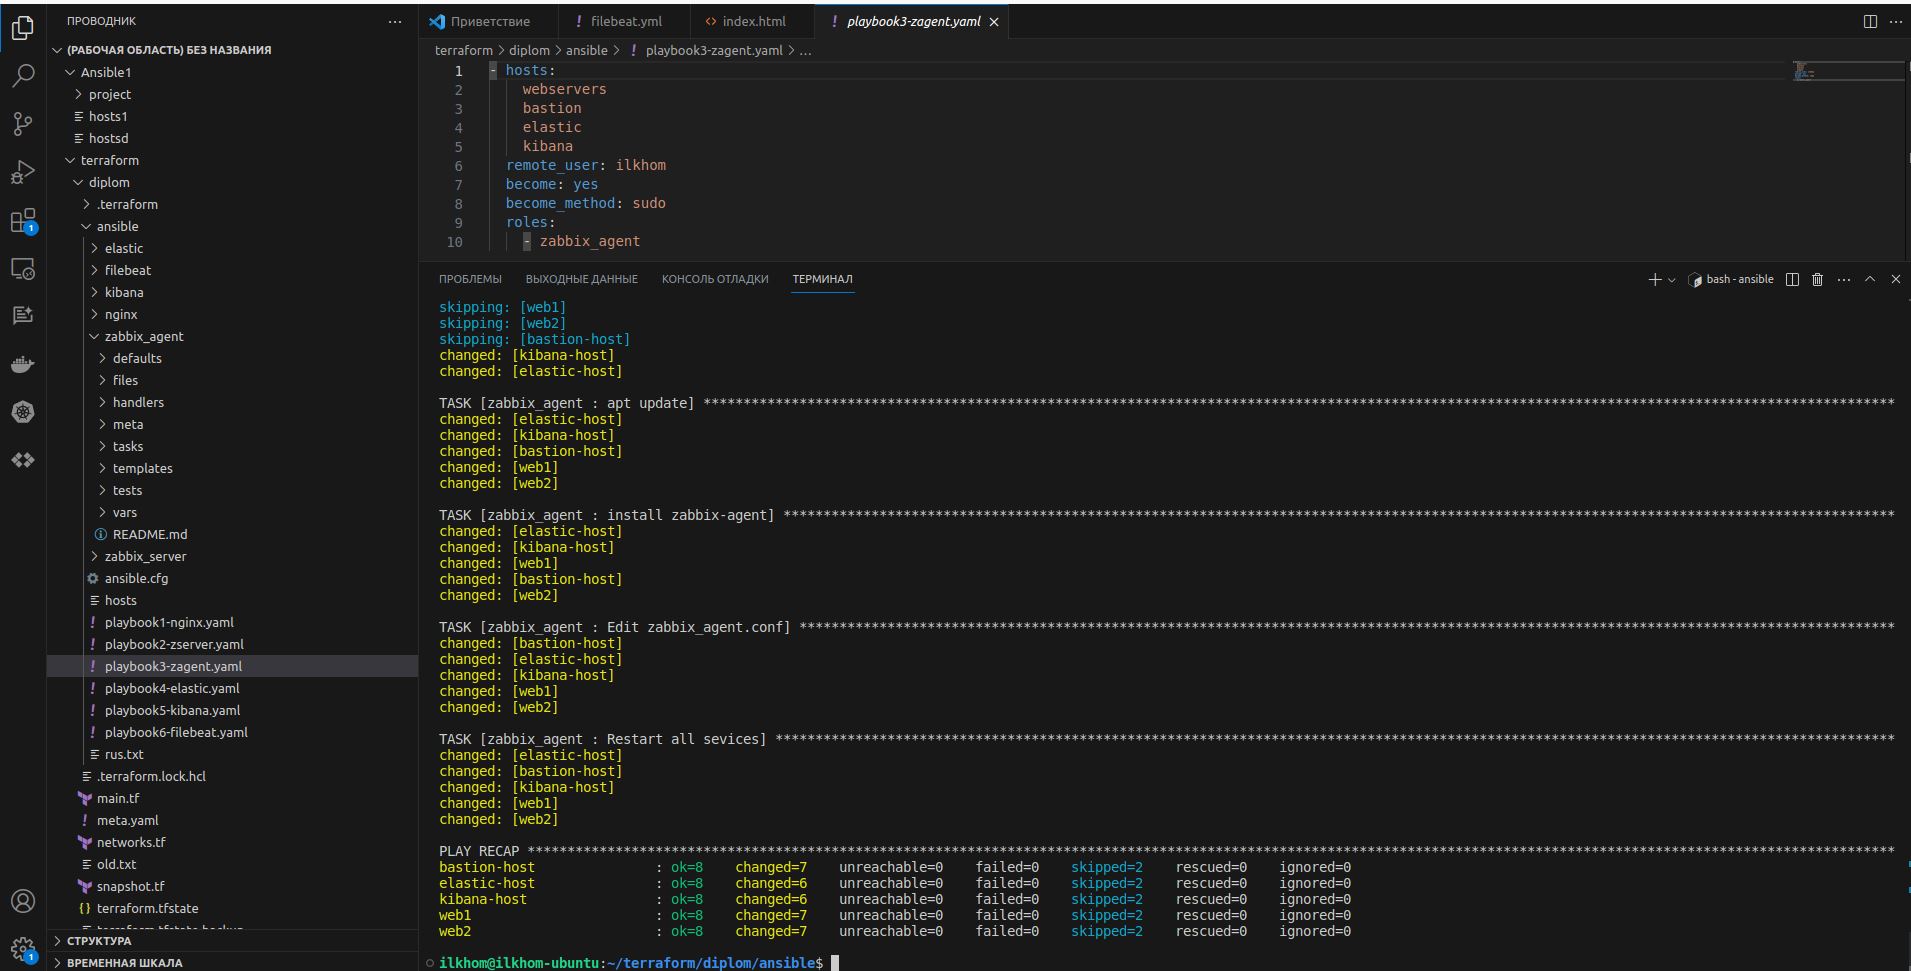 ПРОВОДНИК ···
(РАБОЧАЯ ОБЛАСТЬ) БЕЗ НАЗВАНИЯ
Ansible1
project
hosts1
hostsd
terraform
diplom
.terraform
ansible
elastic
filebeat
kibana
nginx
zabbix_agent
defaults
files
handlers
meta
tasks
templates
tests
vars
README.md
zabbix_server
ansible.cfg
hosts
playbook1-nginx.yaml
playbook2-zserver.yaml
playbook3-zagent.yaml
playbook4-elastic.yaml
playbook5-kibana.yaml
playbook6-filebeat.yaml
rus.txt
.terraform.lock.hcl
main.tf
meta.yaml
networks.tf
old.txt
snapshot.tf
terraform.tfstate
terraform.tfstate.backup
СТРУКТУРА
ВРЕМЕННАЯ ШКАЛА
1
1
Приветствие ! filebeat.yml <> index.html ! playbook3-zagent.yaml
terraform > diplom > ansible > ! playbook3-zagent.yaml > ...
1 - hosts:
2 webservers
3 bastion
4 elastic
5 kibana
6 remote_user: ilkhom
7 become: yes
8 become_method: sudo
9 roles:
10 - zabbix_agent
ПРОБЛЕМЫ ВЫХОДНЫЕ ДАННЫЕ КОНСОЛЬ ОТЛАДКИ ТЕРМИНАЛ bash - ansible
skipping: [web1]
skipping: [web2]
skipping: [bastion-host]
changed: [kibana-host]
changed: [elastic-host]
TASK [zabbix_agent : apt update] ****************************************************************************************************************************************************
changed: [elastic-host]
changed: [kibana-host]
changed: [bastion-host]
changed: [web1]
changed: [web2]
TASK [zabbix_agent : install zabbix-agent] ******************************************************************************************************************************************
changed: [elastic-host]
changed: [kibana-host]
changed: [web1]
changed: [bastion-host]
changed: [web2]
TASK [zabbix_agent : Edit zabbix_agent.conf] ****************************************************************************************************************************************
changed: [bastion-host]
changed: [elastic-host]
changed: [kibana-host]
changed: [web1]
changed: [web2]
TASK [zabbix_agent : Restart all sevices] *******************************************************************************************************************************************
changed: [elastic-host]
changed: [bastion-host]
changed: [kibana-host]
changed: [web1]
changed: [web2]
PLAY RECAP **************************************************************************************************************************************************************************
bastion-host : ok=8 changed=7 unreachable=0 failed=0 skipped=2 rescued=0 ignored=0
elastic-host : ok=8 changed=6 unreachable=0 failed=0 skipped=2 rescued=0 ignored=0
kibana-host : ok=8 changed=6 unreachable=0 failed=0 skipped=2 rescued=0 ignored=0
web1 : ok=8 changed=7 unreachable=0 failed=0 skipped=2 rescued=0 ignored=0
web2 : ok=8 changed=7 unreachable=0 failed=0 skipped=2 rescued=0 ignored=0
ilkhom@ilkhom-ubuntu:~/terraform/diplom/ansible$